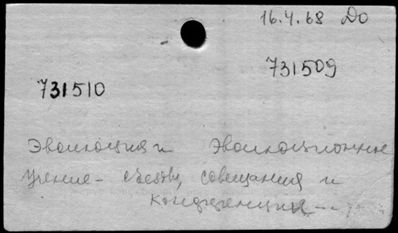 16.4.68 До
731509
731510
Эволюция и Эволюционное
учение - съезды, совещания и
конференции --